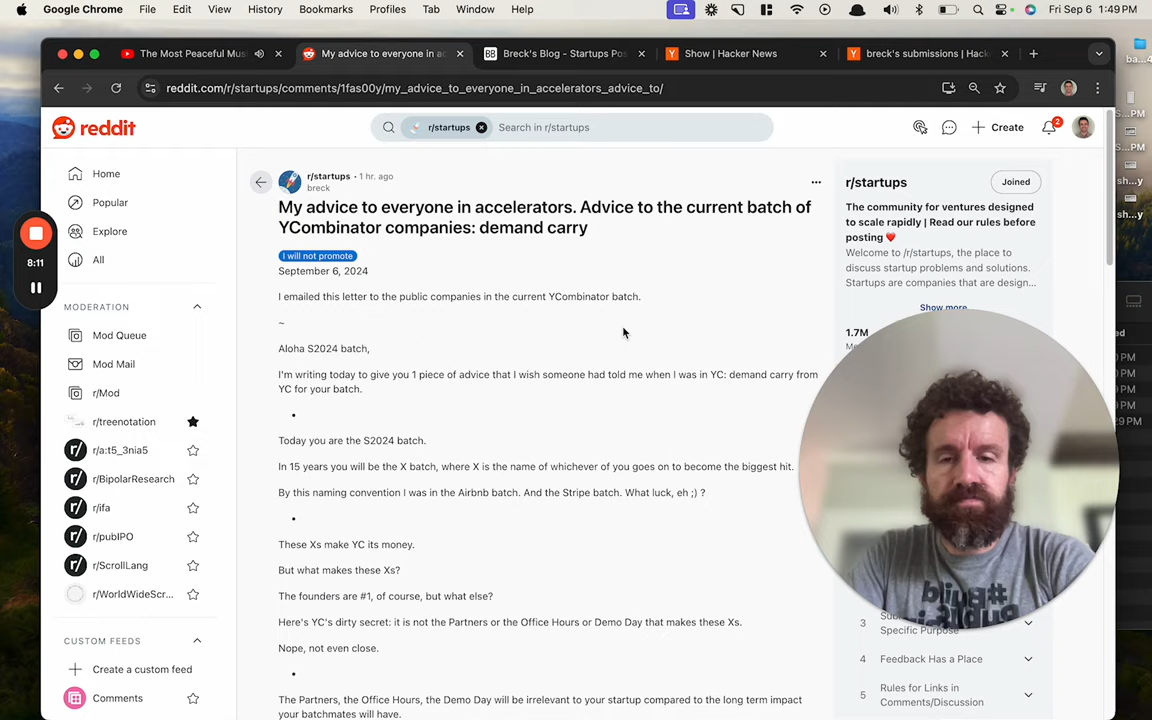 Google Chrome File Edit View History Bookmarks Profiles Tab Window Help Fri Sep 6 1:49 PM
The Most Peaceful Mus
My advice to everyone in ac
BB Breck's Blog - Startups Pos
Y Show | Hacker News
Y breck's submissions | Hack
reddit.com/r/startups/comments/1fas00y/my_advice_to_everyone_in_accelerators_advice_to/
reddit
r/startups Search in r/startups
Create
2
8:11
Home
Popular
Explore
All
MODERATION
Mod Queue
Mod Mail
r/Mod
r/treenotation
r/ r/a:t5_3nia5
r/ r/BipolarResearch
r/ r/ifa
r/ r/pubIPO
r/ r/ScrollLang
r/WorldWideScr...
CUSTOM FEEDS
Create a custom feed
Comments
r/startups • 1 hr. ago
breck
My advice to everyone in accelerators. Advice to the current batch of
YCombinator companies: demand carry
I will not promote
September 6, 2024
I emailed this letter to the public companies in the current YCombinator batch.
~
Aloha S2024 batch,
I'm writing today to give you 1 piece of advice that I wish someone had told me when I was in YC: demand carry from
YC for your batch.
•
Today you are the S2024 batch.
In 15 years you will be the X batch, where X is the name of whichever of you goes on to become the biggest hit.
By this naming convention I was in the Airbnb batch. And the Stripe batch. What luck, eh ;) ?
•
These Xs make YC its money.
But what makes these Xs?
The founders are #1, of course, but what else?
Here's YC's dirty secret: it is not the Partners or the Office Hours or Demo Day that makes these Xs.
Nope, not even close.
•
The Partners, the Office Hours, the Demo Day will be irrelevant to your startup compared to the long term impact
your batchmates will have.
r/startups
Joined
The community for ventures designed
to scale rapidly | Read our rules before
posting ❤️
Welcome to /r/startups, the place to
discuss startup problems and solutions.
Startups are companies that are design...
Show more
1.7M
3
Specific Purpose
4 Feedback Has a Place
5 Rules for Links in
Comments/Discussion
ba...
S...PM
S...PM
sh...y
sh...y